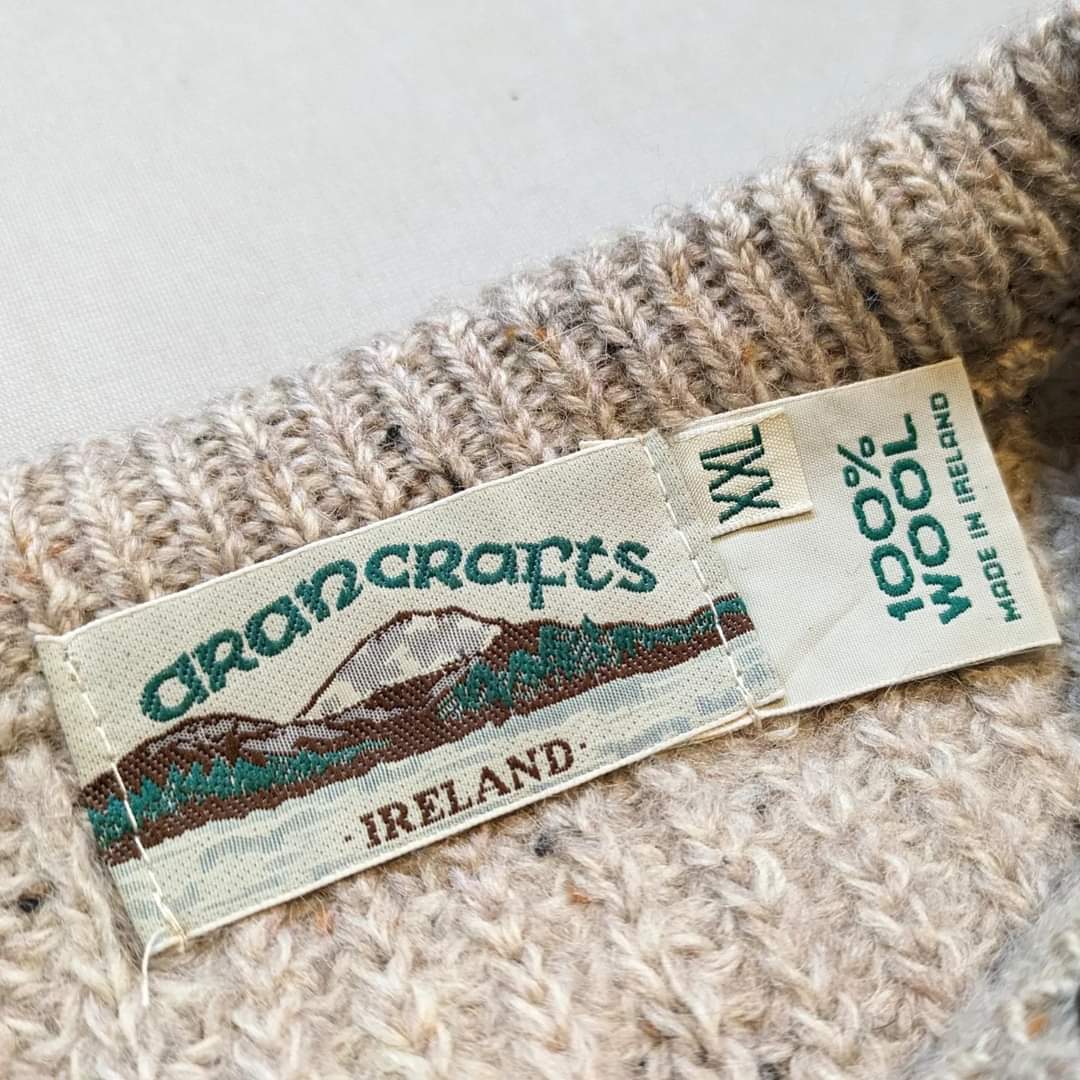 arancrafts
· IRELAND ·
XXL
100%
WOOL
MADE IN IRELAND